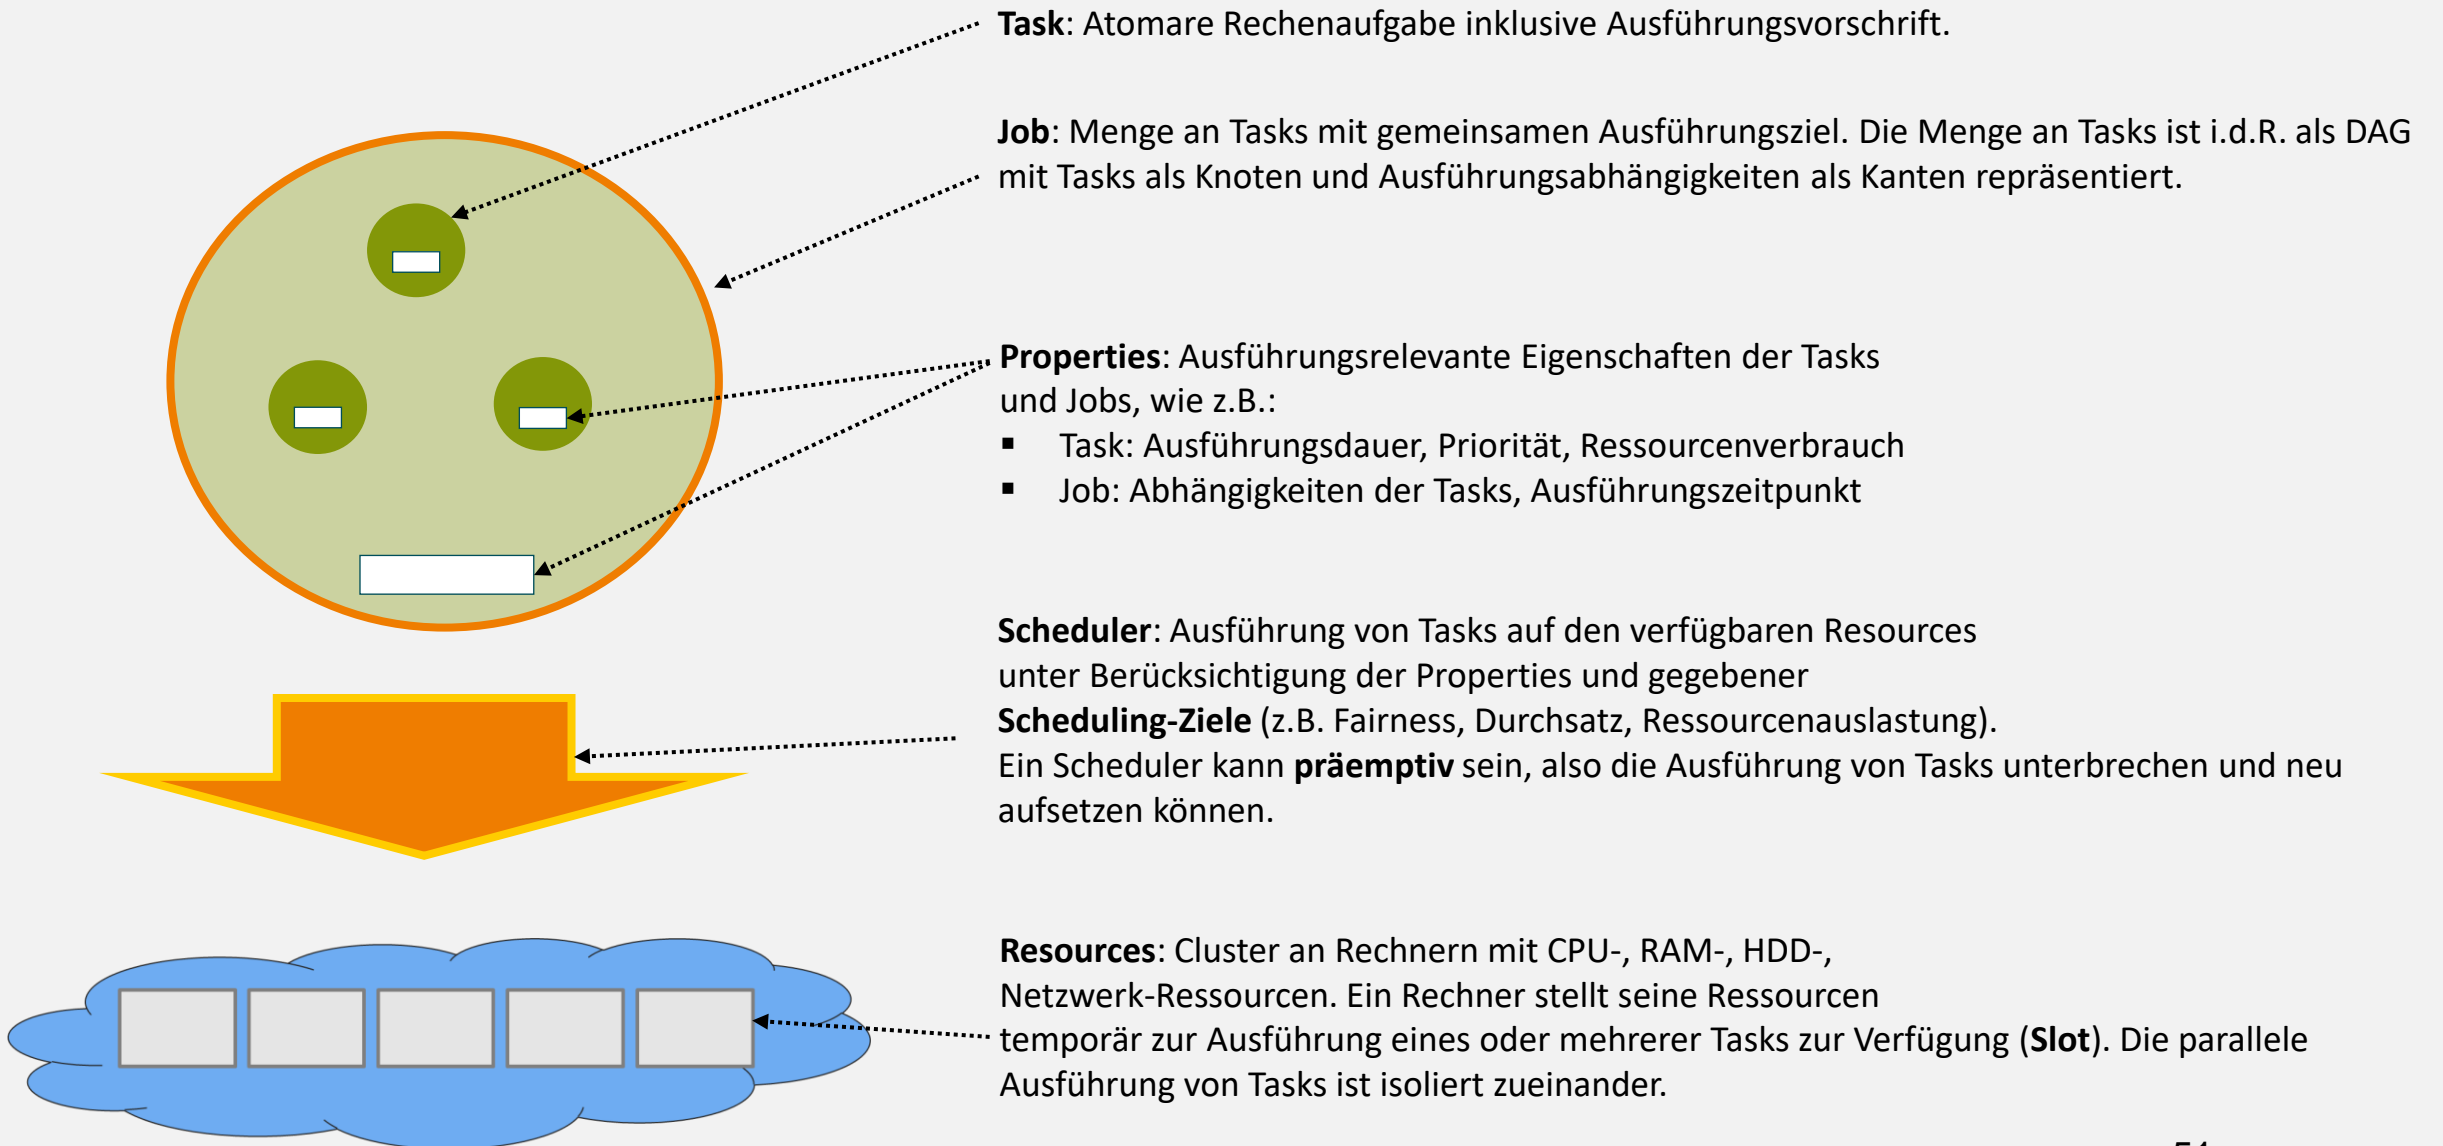 Task: Atomare Rechenaufgabe inklusive Ausführungsvorschrift.
Job: Menge an Tasks mit gemeinsamen Ausführungsziel. Die Menge an Tasks ist i.d.R. als DAG
mit Tasks als Knoten und Ausführungsabhängigkeiten als Kanten repräsentiert.
Properties: Ausführungsrelevante Eigenschaften der Tasks
und Jobs, wie z.B.:
▪ Task: Ausführungsdauer, Priorität, Ressourcenverbrauch
▪ Job: Abhängigkeiten der Tasks, Ausführungszeitpunkt
Scheduler: Ausführung von Tasks auf den verfügbaren Resources
unter Berücksichtigung der Properties und gegebener
Scheduling-Ziele (z.B. Fairness, Durchsatz, Ressourcenauslastung).
Ein Scheduler kann präemptiv sein, also die Ausführung von Tasks unterbrechen und neu
aufsetzen können.
Resources: Cluster an Rechnern mit CPU-, RAM-, HDD-,
Netzwerk-Ressourcen. Ein Rechner stellt seine Ressourcen
temporär zur Ausführung eines oder mehrerer Tasks zur Verfügung (Slot). Die parallele
Ausführung von Tasks ist isoliert zueinander.